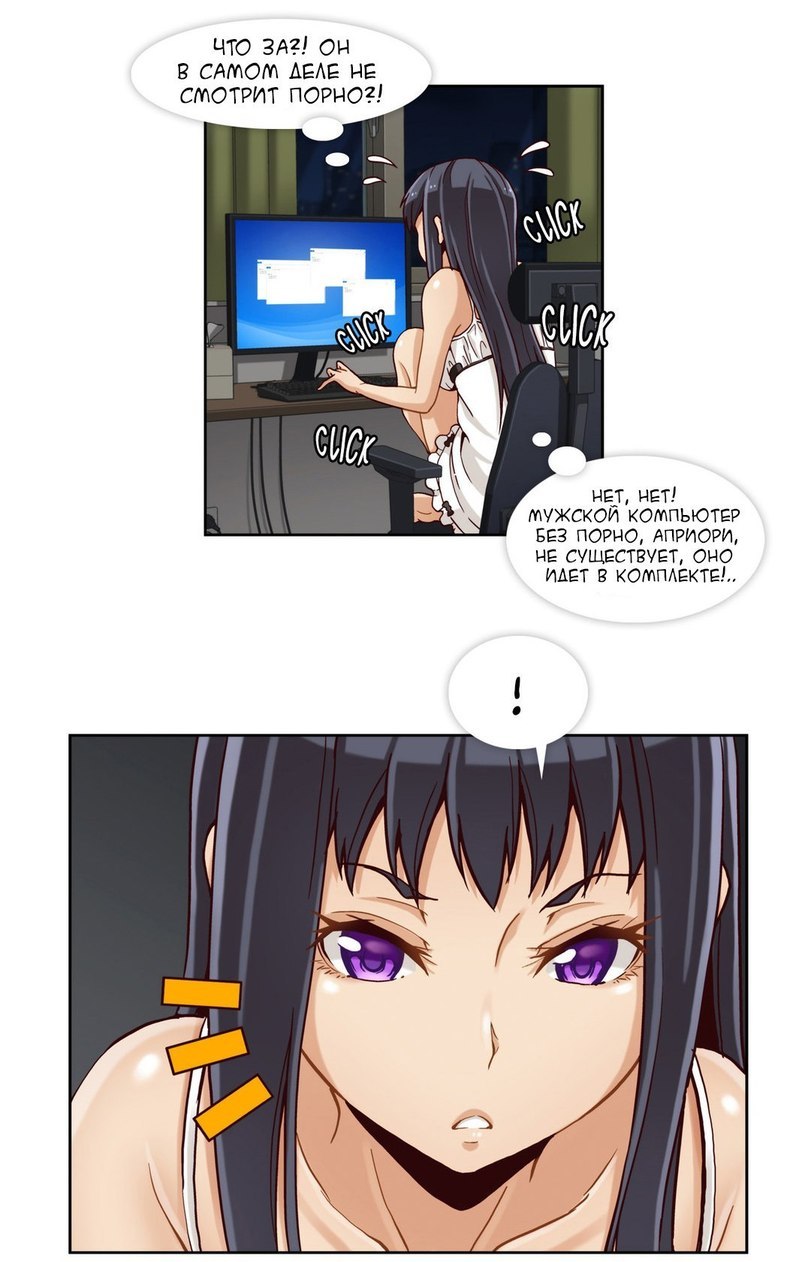 ЧТО ЗА?! ОН
В САМОМ ДЕЛЕ НЕ
СМОТРИТ ПОРНО?!
CLICK
CLICK
CLICK
CLICK
НЕТ, НЕТ!
МУЖСКОЙ КОМПЬЮТЕР
БЕЗ ПОРНО, АПРИОРИ,
НЕ СУЩЕСТВУЕТ, ОНО
ИДЕТ В КОМПЛЕКТЕ!..
!